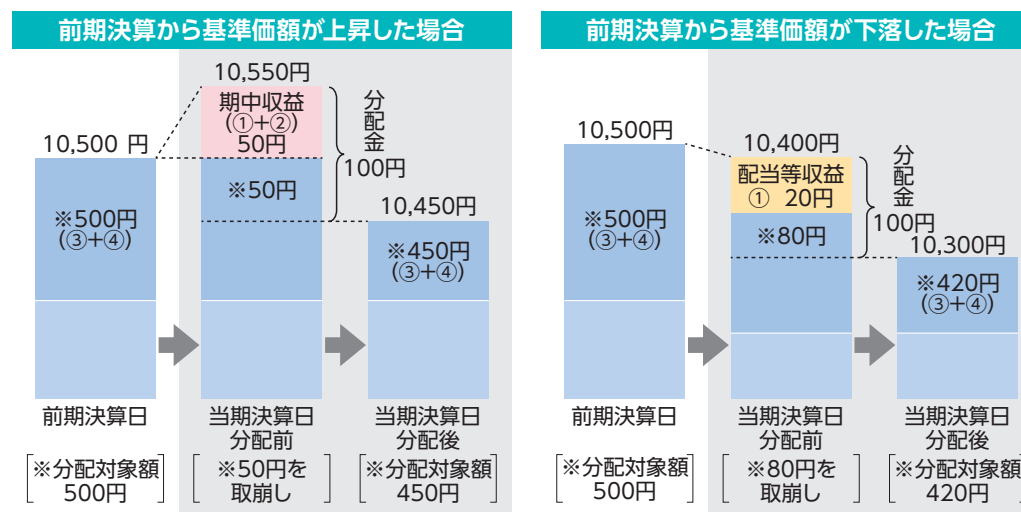 前期決算から基準価額が上昇した場合
10,550円
期中収益
(①+②)
50円
分配金
100円
10,500 円
※500円
(③+④)
※50円
10,450円
※450円
(③+④)
前期決算日
当期決算日
分配前
当期決算日
分配後
※分配対象額
500円
※50円を
取崩し
※分配対象額
450円
前期決算から基準価額が下落した場合
10,500円
※500円
(③+④)
10,400円
配当等収益
① 20円
※80円
分配金
100円
10,300円
※420円
(③+④)
前期決算日
当期決算日
分配前
当期決算日
分配後
※分配対象額
500円
※80円を
取崩し
※分配対象額
420円